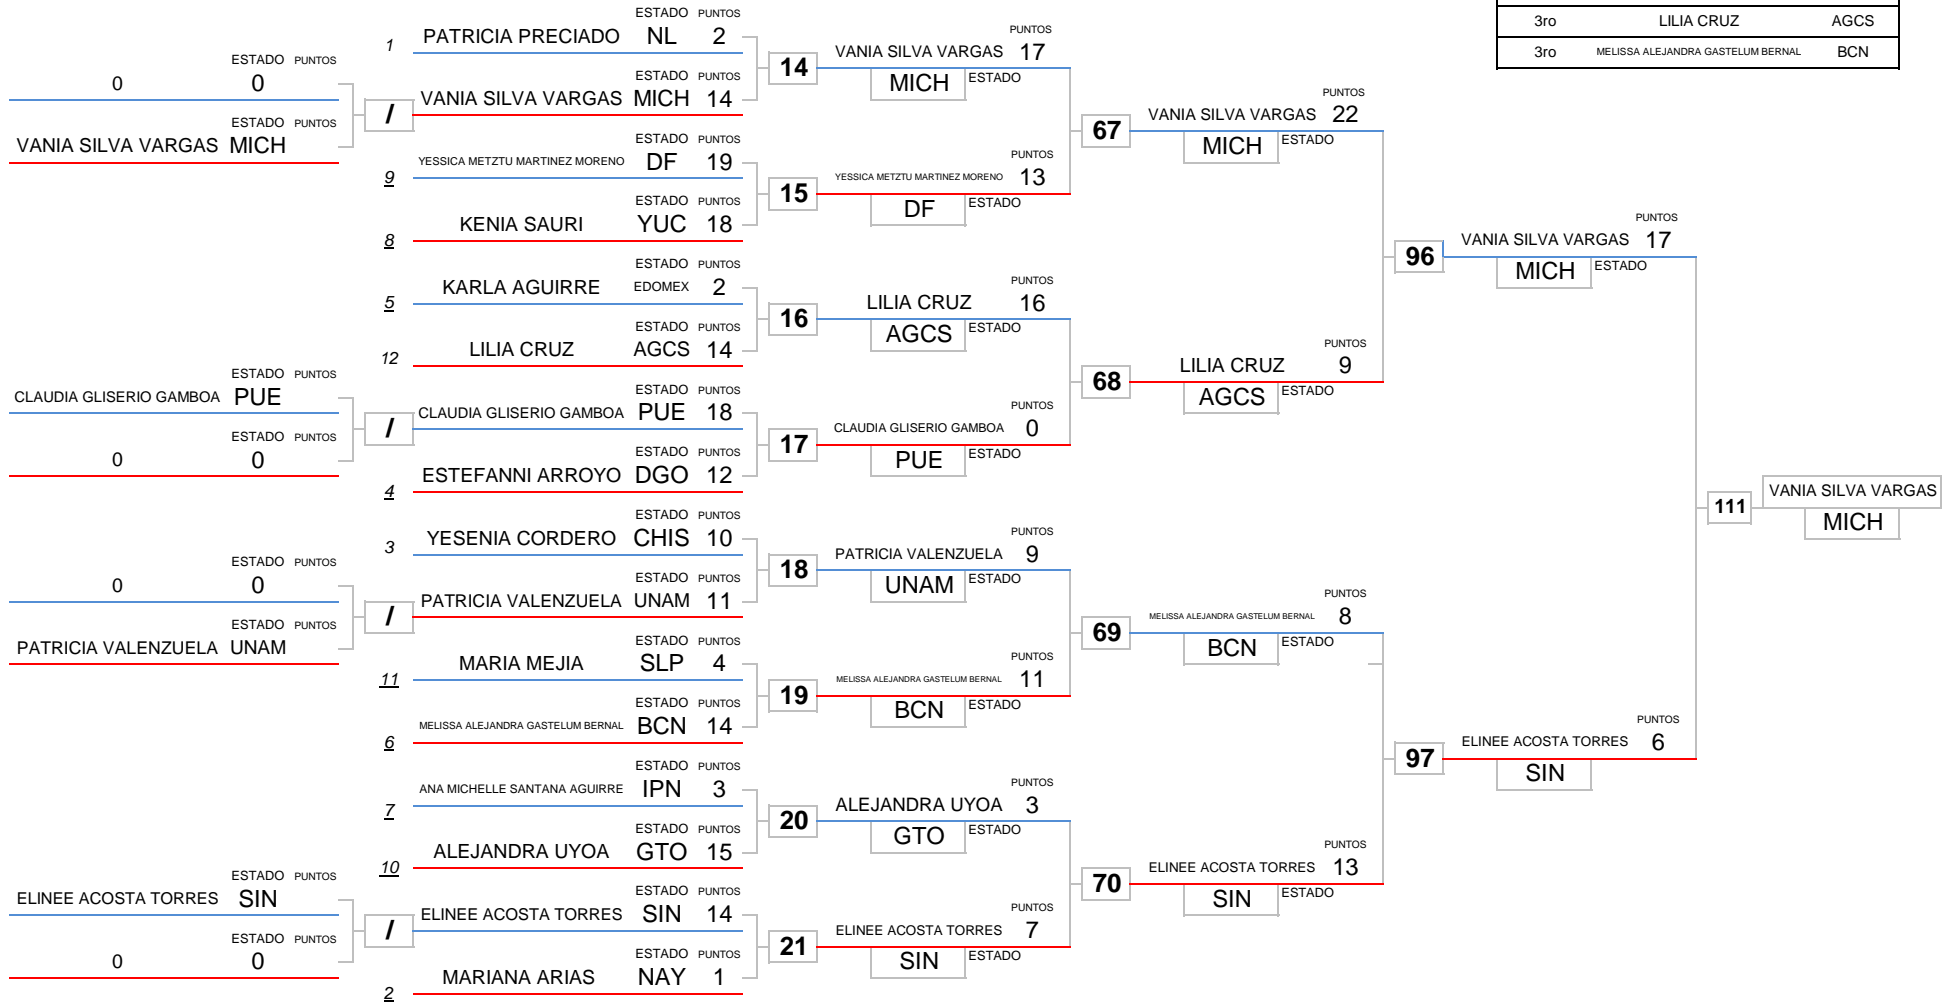 3ro LILIA CRUZ AGCS
3ro MELISSA ALEJANDRA GASTELUM BERNAL BCN
ESTADO PUNTOS
0 0
ESTADO PUNTOS
VANIA SILVA VARGAS MICH
/
ESTADO PUNTOS
CLAUDIA GLISERIO GAMBOA PUE
ESTADO PUNTOS
0 0
/
ESTADO PUNTOS
0 0
ESTADO PUNTOS
PATRICIA VALENZUELA UNAM
/
ESTADO PUNTOS
ELINEE ACOSTA TORRES SIN
ESTADO PUNTOS
0 0
/
ESTADO PUNTOS
1 PATRICIA PRECIADO NL 2
ESTADO PUNTOS
VANIA SILVA VARGAS MICH 14
14
ESTADO PUNTOS
9 YESSICA METZTU MARTINEZ MORENO DF 19
ESTADO PUNTOS
8 KENIA SAURI YUC 18
15
ESTADO PUNTOS
5 KARLA AGUIRRE EDOMEX 2
ESTADO PUNTOS
12 LILIA CRUZ AGCS 14
16
ESTADO PUNTOS
CLAUDIA GLISERIO GAMBOA PUE 18
ESTADO PUNTOS
4 ESTEFANNI ARROYO DGO 12
17
ESTADO PUNTOS
3 YESENIA CORDERO CHIS 10
ESTADO PUNTOS
PATRICIA VALENZUELA UNAM 11
18
ESTADO PUNTOS
11 MARIA MEJIA SLP 4
ESTADO PUNTOS
6 MELISSA ALEJANDRA GASTELUM BERNAL BCN 14
19
ESTADO PUNTOS
7 ANA MICHELLE SANTANA AGUIRRE IPN 3
ESTADO PUNTOS
10 ALEJANDRA UYOA GTO 15
20
ESTADO PUNTOS
ELINEE ACOSTA TORRES SIN 14
ESTADO PUNTOS
2 MARIANA ARIAS NAY 1
21
PUNTOS
VANIA SILVA VARGAS 17
MICH ESTADO
PUNTOS
YESSICA METZTU MARTINEZ MORENO 13
DF ESTADO
67
PUNTOS
LILIA CRUZ 16
AGCS ESTADO
PUNTOS
CLAUDIA GLISERIO GAMBOA 0
PUE ESTADO
68
PUNTOS
PATRICIA VALENZUELA 9
UNAM ESTADO
PUNTOS
MELISSA ALEJANDRA GASTELUM BERNAL 11
BCN ESTADO
69
PUNTOS
ALEJANDRA UYOA 3
GTO ESTADO
PUNTOS
ELINEE ACOSTA TORRES 7
SIN ESTADO
70
PUNTOS
VANIA SILVA VARGAS 22
MICH ESTADO
PUNTOS
LILIA CRUZ 9
AGCS ESTADO
96
PUNTOS
MELISSA ALEJANDRA GASTELUM BERNAL 8
BCN ESTADO
PUNTOS
ELINEE ACOSTA TORRES 13
SIN ESTADO
97
PUNTOS
VANIA SILVA VARGAS 17
MICH ESTADO
PUNTOS
ELINEE ACOSTA TORRES 6
SIN
111
VANIA SILVA VARGAS
MICH